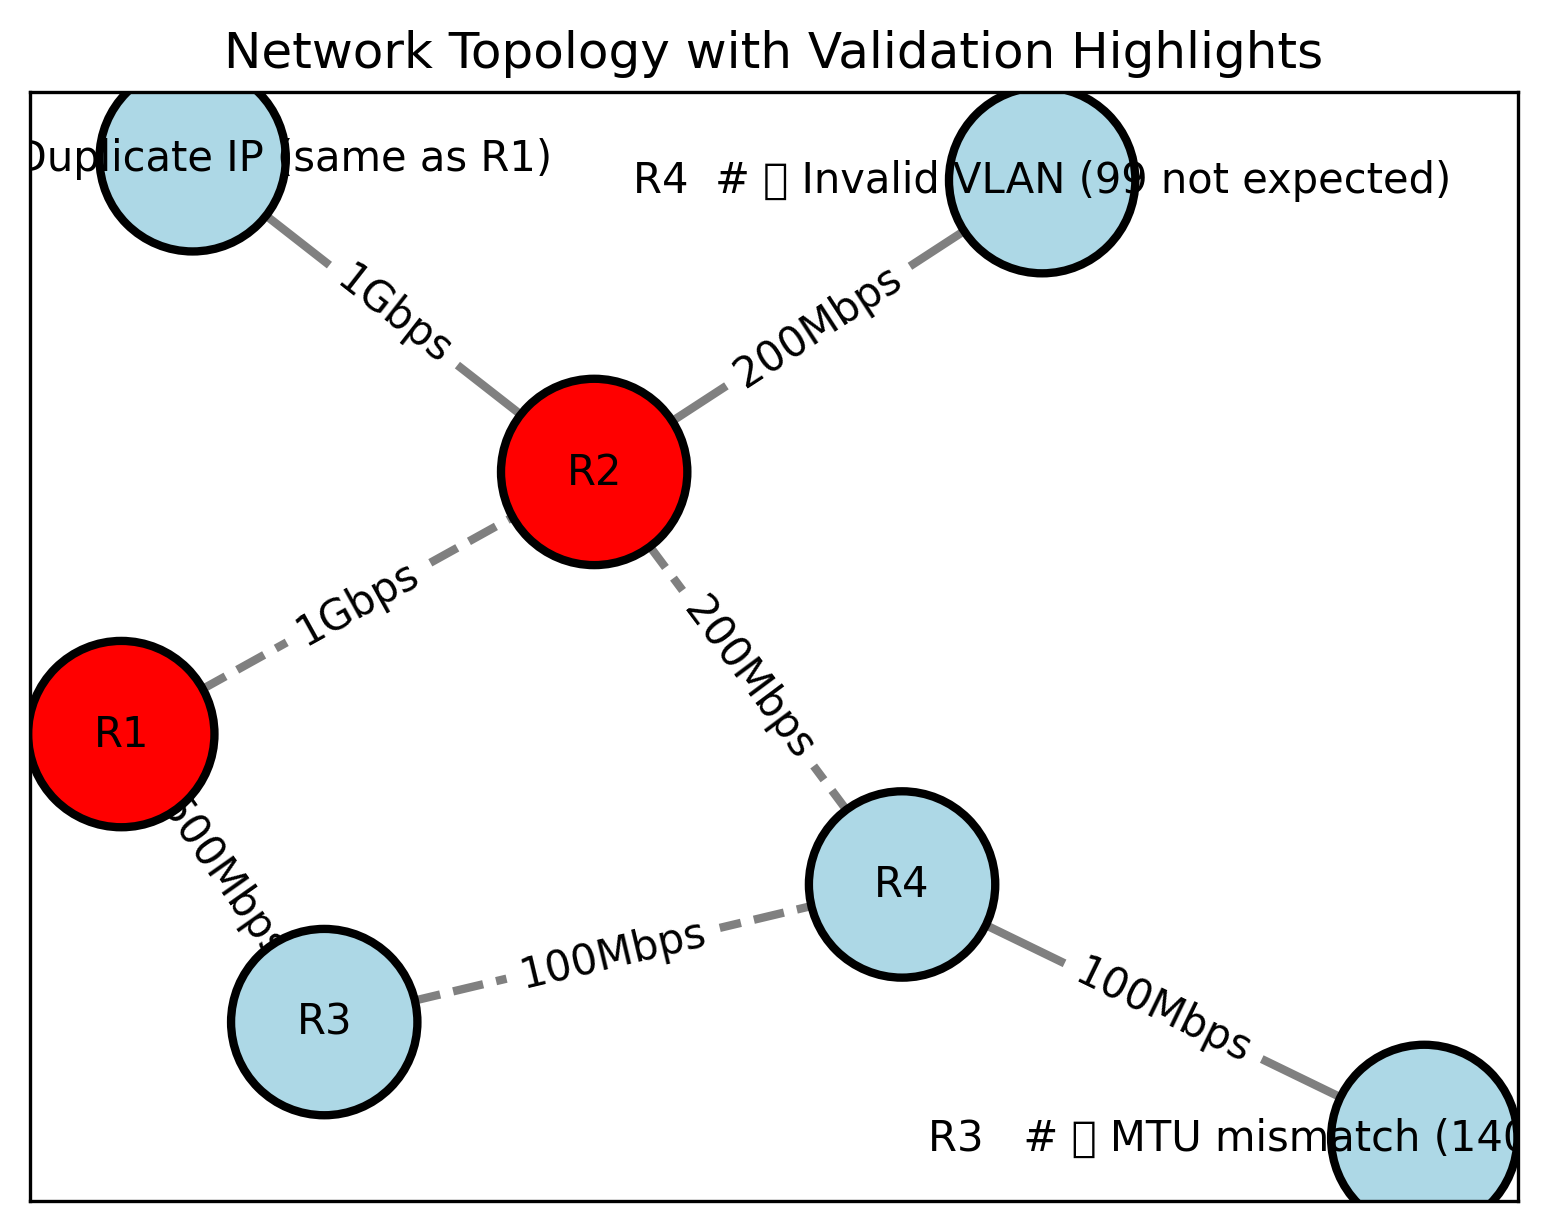 Network Topology with Validation Highlights
Duplicate IP (same as R1)
R4 # Invalid VLAN (99 not expected)
1Gbps
200Mbps
R2
1Gbps
200Mbps
R1
500Mbps
R4
100Mbps
R3
100Mbps
R3 # MTU mismatch (140